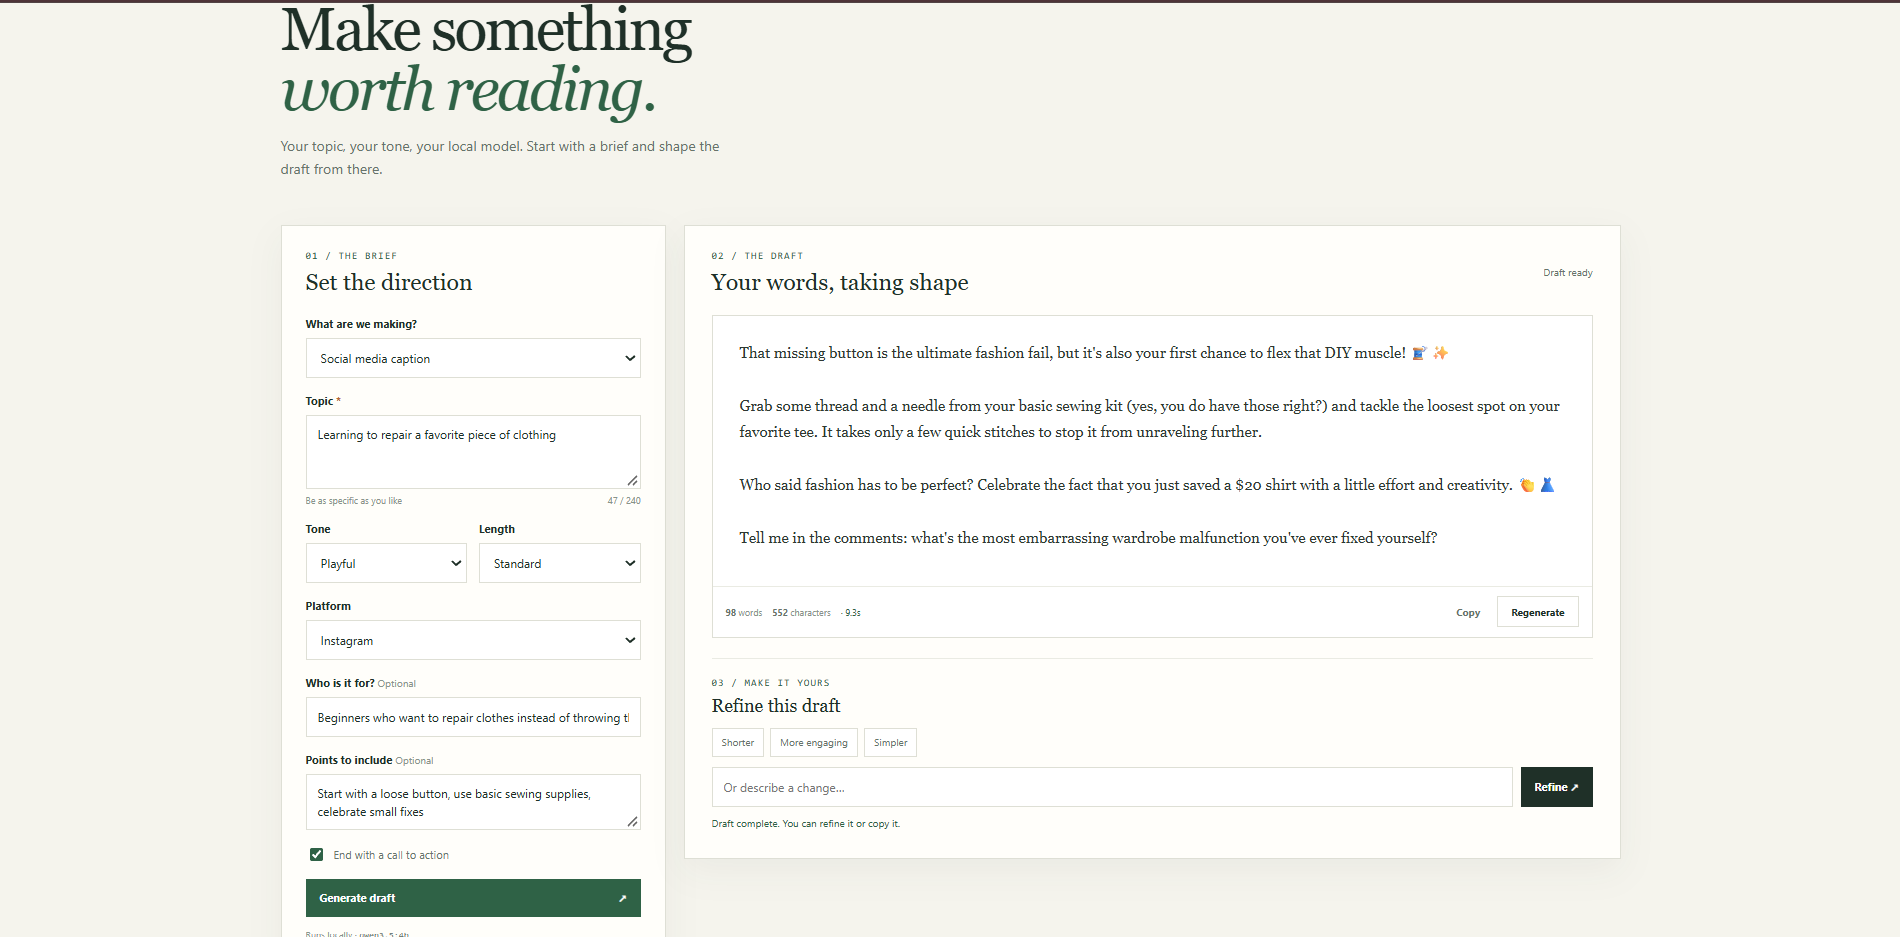 Make something
worth reading.
Your topic, your tone, your local model. Start with a brief and shape the
draft from there.
01 / THE BRIEF
Set the direction
What are we making?
Social media caption
Topic *
Learning to repair a favorite piece of clothing
Be as specific as you like
47 / 240
Tone
Length
Playful
Standard
Platform
Instagram
Who is it for? Optional
Beginners who want to repair clothes instead of throwing
Points to include Optional
Start with a loose button, use basic sewing supplies,
celebrate small fixes
End with a call to action
Generate draft ↗
02 / THE DRAFT
Your words, taking shape
Draft ready
That missing button is the ultimate fashion fail, but it's also your first chance to flex that DIY muscle! 🧵 ✨
Grab some thread and a needle from your basic sewing kit (yes, you do have those right?) and tackle the loosest spot on your
favorite tee. It takes only a few quick stitches to stop it from unraveling further.
Who said fashion has to be perfect? Celebrate the fact that you just saved a $20 shirt with a little effort and creativity. 👏 👗
Tell me in the comments: what's the most embarrassing wardrobe malfunction you've ever fixed yourself?
98 words 552 characters · 9.3s
Copy
Regenerate
03 / MAKE IT YOURS
Refine this draft
Shorter
More engaging
Simpler
Or describe a change...
Refine ↗
Draft complete. You can refine it or copy it.